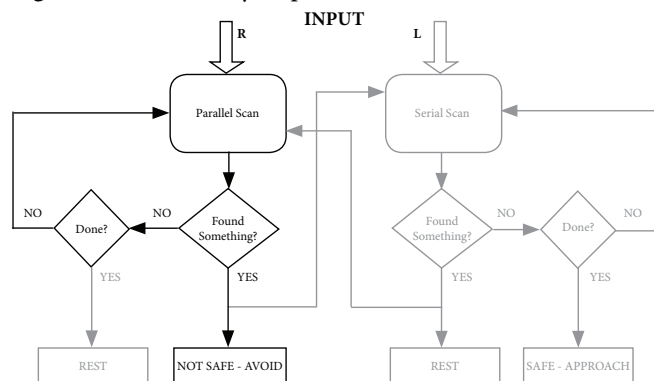 INPUT
R
L
Parallel Scan
Serial Scan
NO
Done?
NO
Found
Something?
Found
Something?
NO
Done?
NO
YES
YES
YES
YES
REST
NOT SAFE - AVOID
REST
SAFE - APPROACH